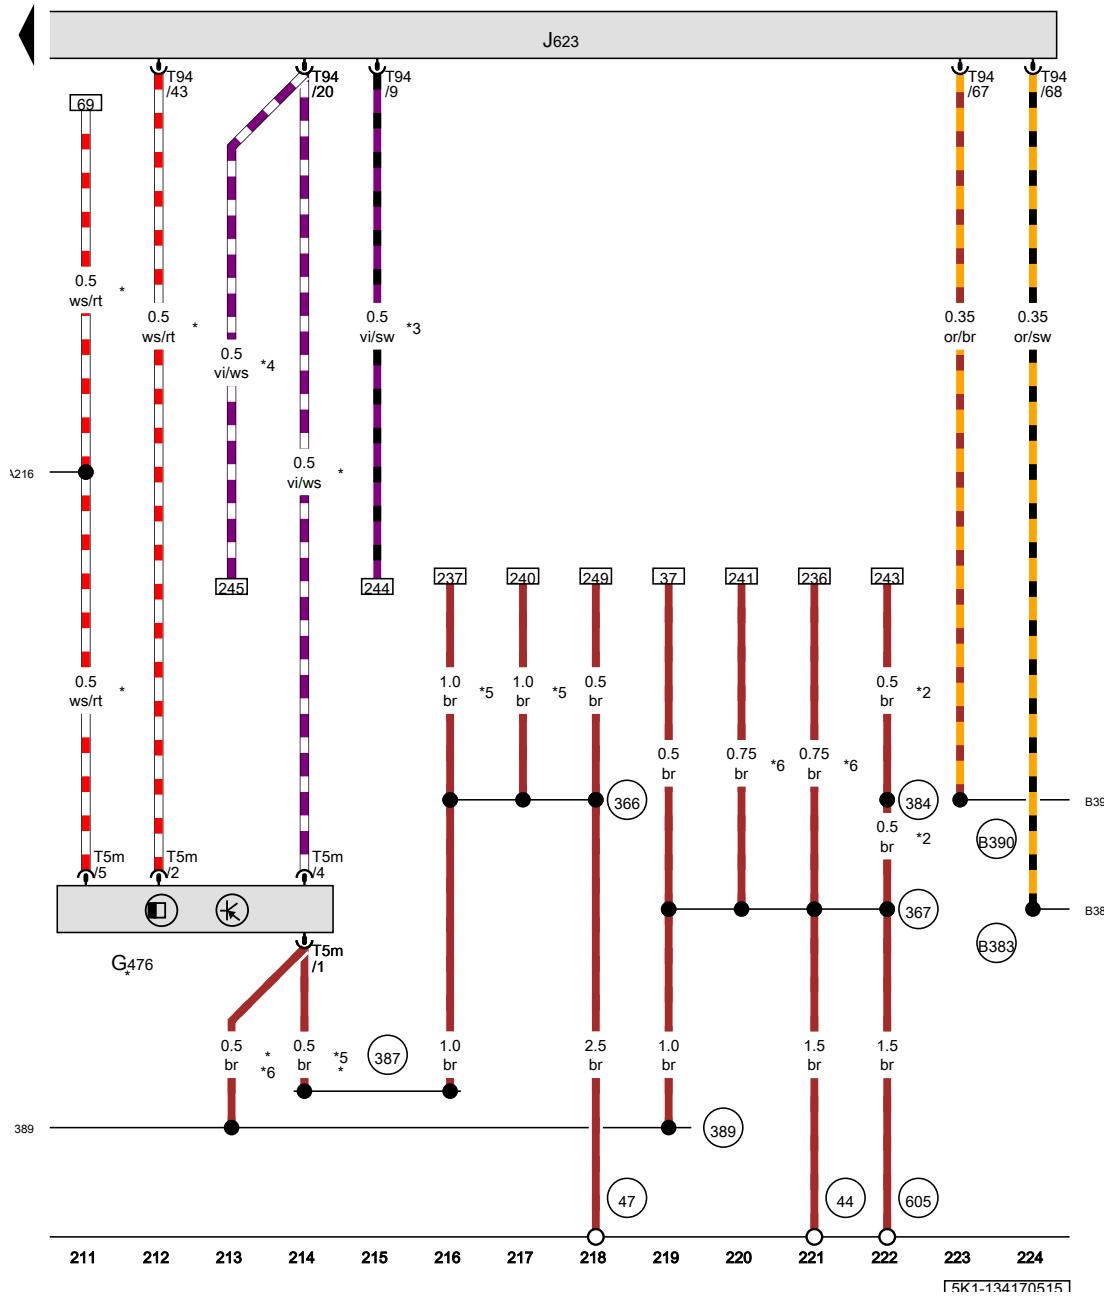 J623
T94 /43
T94 /20
T94 /9
T94 /67
T94 /68
69
0.5 ws/rt *
0.5 ws/rt *
0.5 vi/ws *4
0.5 vi/sw *3
0.35 or/br
0.35 or/sw
A216
0.5 vi/ws *
245
244
237
240
249
37
241
236
243
0.5 ws/rt *
1.0 br *5
1.0 br *5
0.5 br
0.5 br *2
0.5 br
0.75 br *6
0.75 br *6
366
384
B39
0.5 br *2
B390
T5m /5
T5m /2
T5m /4
367
B38
B383
G476
*
T5m /1
0.5 br * *6
0.5 br *5 *
387
1.0 br
2.5 br
1.0 br
1.5 br
1.5 br
389
389
47
44
605
211 212 213 214 215 216 217 218 219 220 221 222 223 224
5K1-134170515